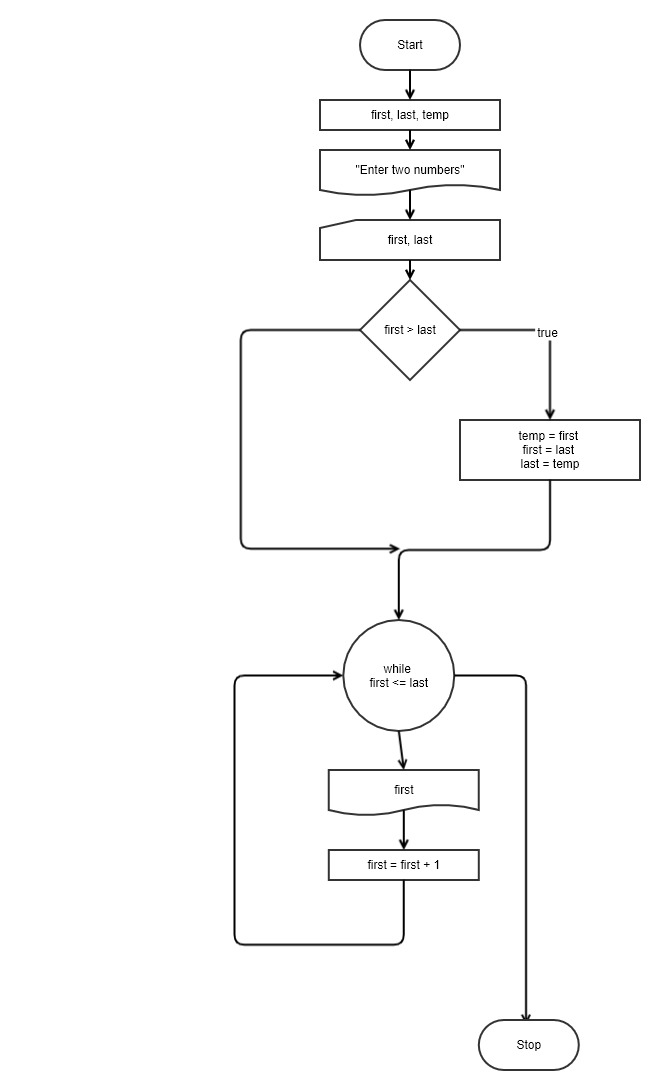 Start
first, last, temp
"Enter two numbers"
first, last
first > last
true
temp = first
first = last
last = temp
while
first <= last
first
first = first + 1
Stop